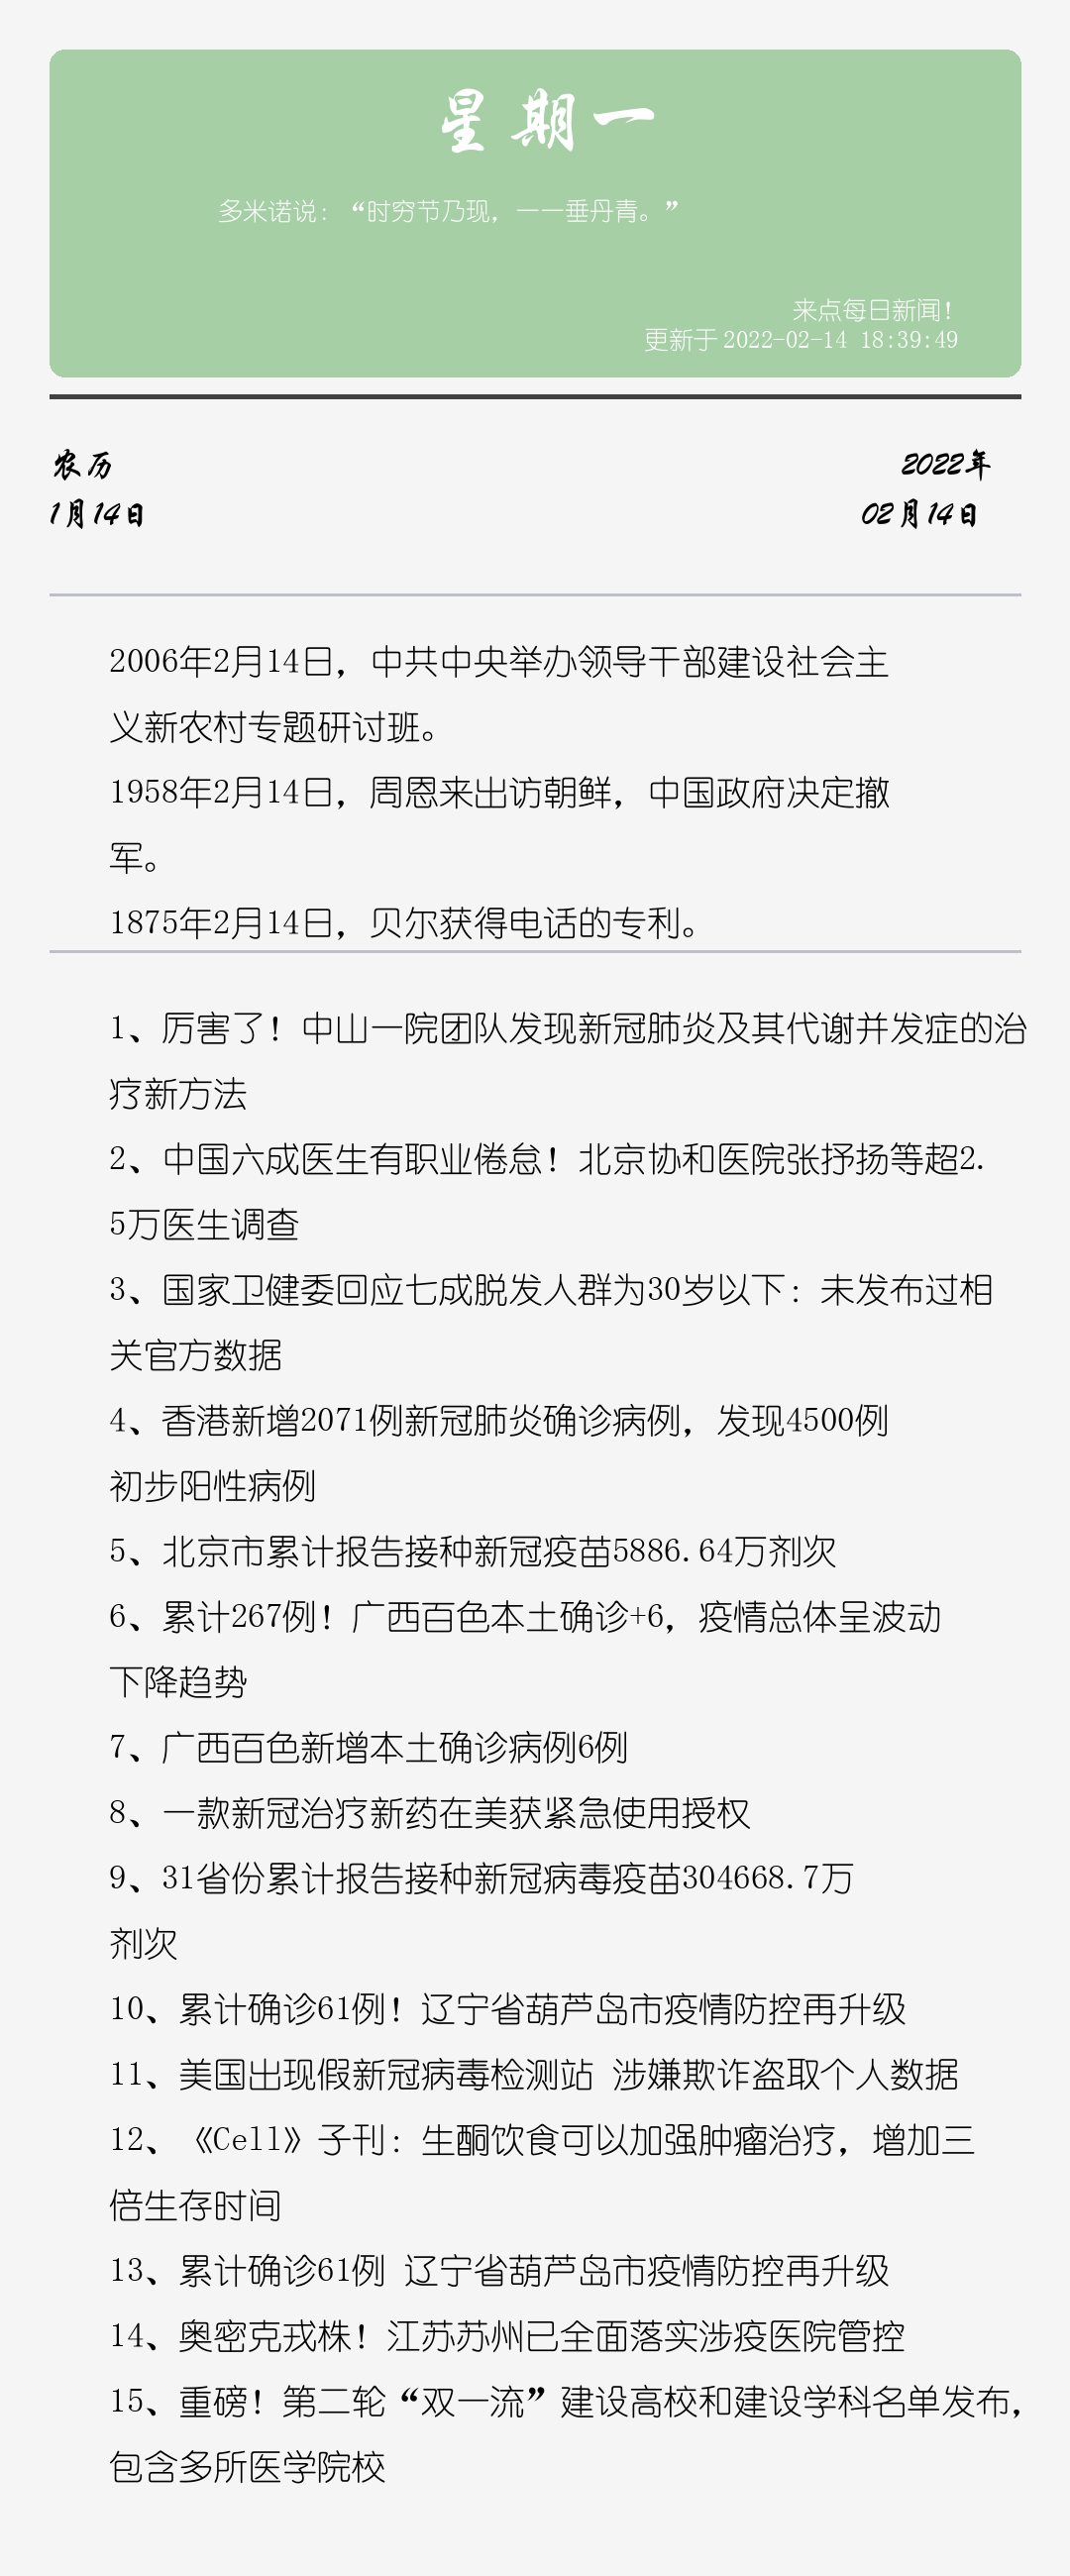 星期一
多米诺说：“时穷节乃现，一一垂丹青。”
来点每日新闻！
更新于 2022-02-14 18:39:49
农历
2022年
1月14日
02月14日
2006年2月14日，中共中央举办领导干部建设社会主
义新农村专题研讨班。
1958年2月14日，周恩来出访朝鲜，中国政府决定撤
军。
1875年2月14日，贝尔获得电话的专利。
1、厉害了！中山一院团队发现新冠肺炎及其代谢并发症的治
疗新方法
2、中国六成医生有职业倦怠！北京协和医院张抒扬等超2.
5万医生调查
3、国家卫健委回应七成脱发人群为30岁以下：未发布过相
关官方数据
4、香港新增2071例新冠肺炎确诊病例，发现4500例
初步阳性病例
5、北京市累计报告接种新冠疫苗5886.64万剂次
6、累计267例！广西百色本土确诊+6，疫情总体呈波动
下降趋势
7、广西百色新增本土确诊病例6例
8、一款新冠治疗新药在美获紧急使用授权
9、31省份累计报告接种新冠病毒疫苗304668.7万
剂次
10、累计确诊61例！辽宁省葫芦岛市疫情防控再升级
11、美国出现假新冠病毒检测站 涉嫌欺诈盗取个人数据
12、《Cell》子刊：生酮饮食可以加强肿瘤治疗，增加三
倍生存时间
13、累计确诊61例 辽宁省葫芦岛市疫情防控再升级
14、奥密克戎株！江苏苏州已全面落实涉疫医院管控
15、重磅！第二轮“双一流”建设高校和建设学科名单发布，
包含多所医学院校